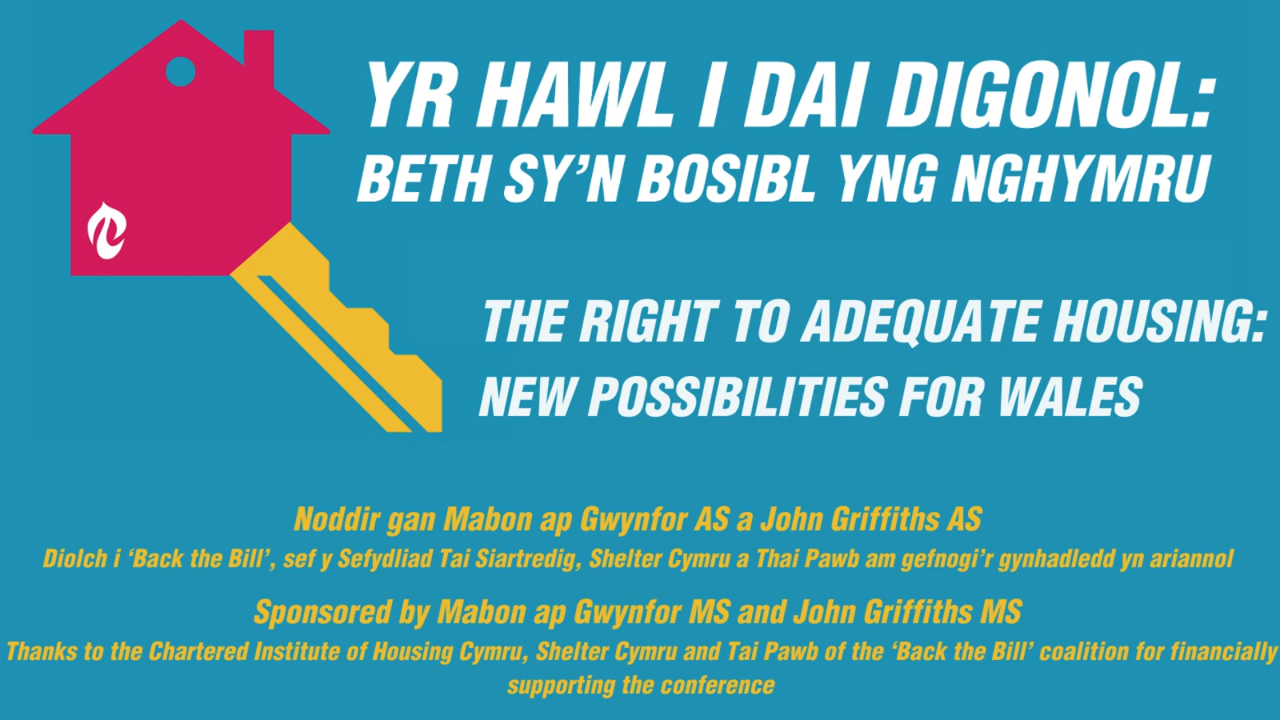 YR HAWL I DAI DIGONOL:
BETH SY’N BOSIBL YNG NGHYMRU
THE RIGHT TO ADEQUATE HOUSING:
NEW POSSIBILITIES FOR WALES
Noddir gan Mabon ap Gwynfor AS a John Griffiths AS
Diolch i ‘Back the Bill’, sef y Sefydliad Tai Siartredig, Shelter Cymru a Thai Pawb am gefnogi’r gynhadledd yn ariannol
Sponsored by Mabon ap Gwynfor MS and John Griffiths MS
Thanks to the Chartered Institute of Housing Cymru, Shelter Cymru and Tai Pawb of the ‘Back the Bill’ coalition for financially
supporting the conference